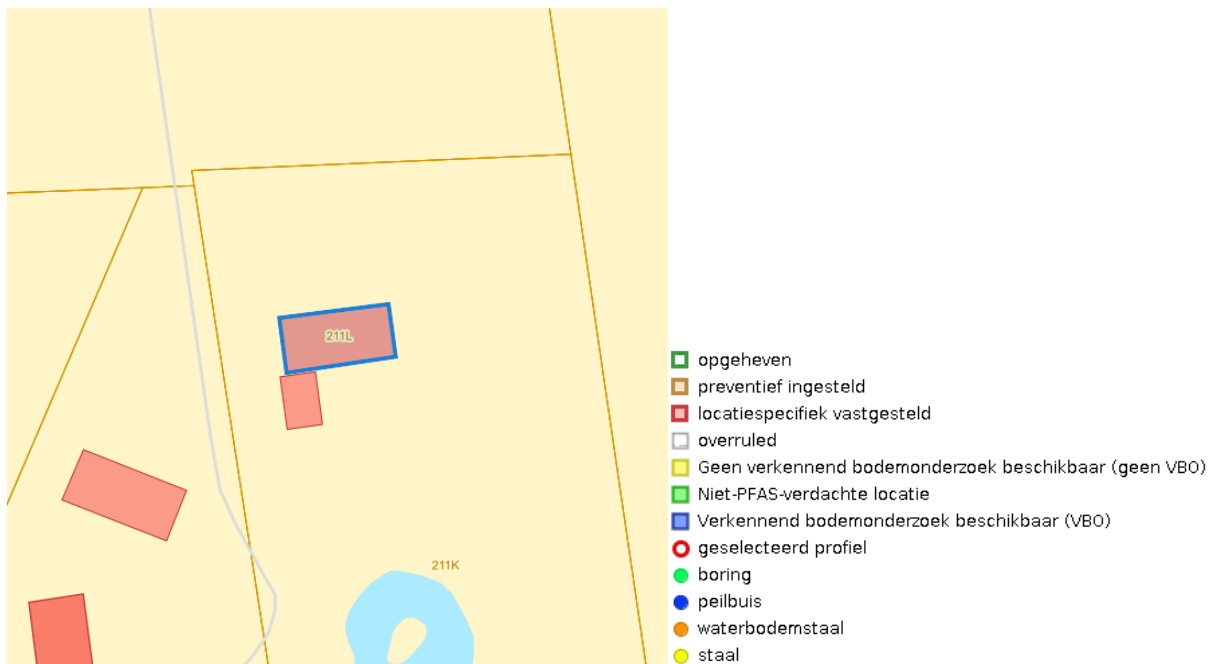 211L
211K
opgeheven
preventief ingesteld
locatiespecifiek vastgesteld
overruled
Geen verkennend bodemonderzoek beschikbaar (geen VBO)
Niet-PFAS-verdachte locatie
Verkennend bodemonderzoek beschikbaar (VBO)
geselecteerd profiel
boring
peilbuis
waterbodemstaal
staal